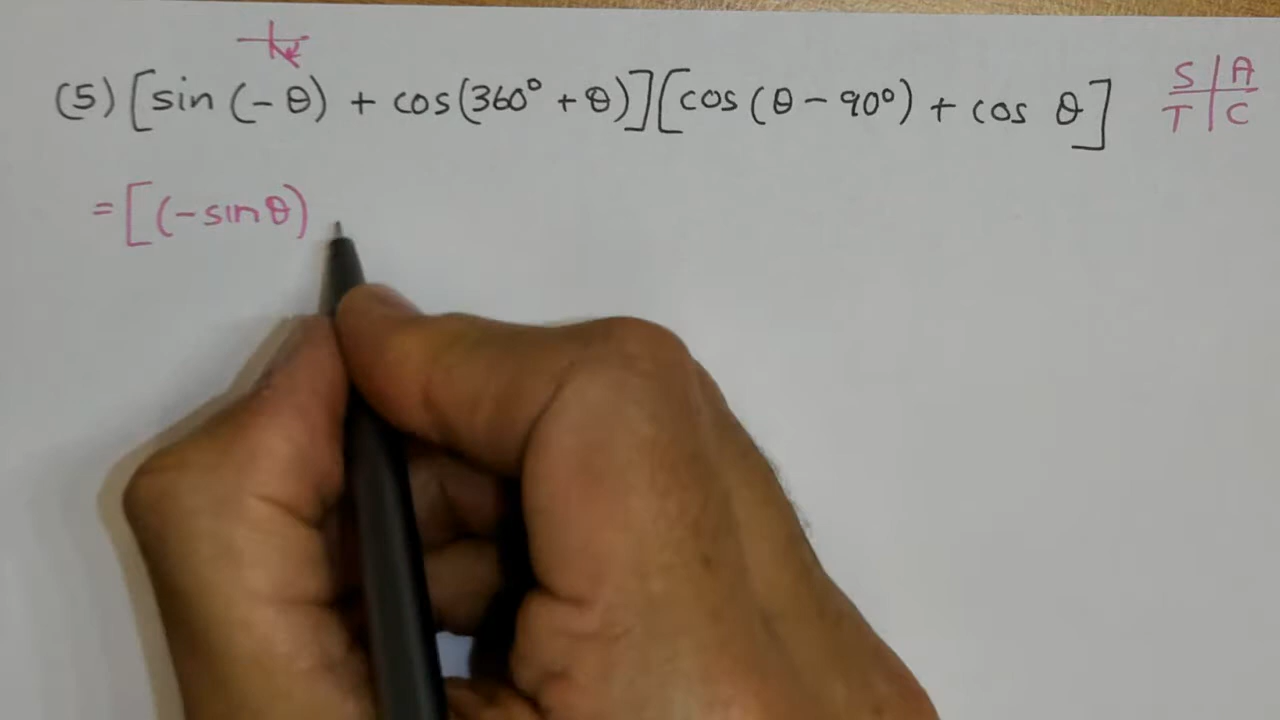 (5) [sin (-θ) + cos(360° + θ)][cos(θ - 90°) + cos θ]
S A
T C
= [(-sinθ)